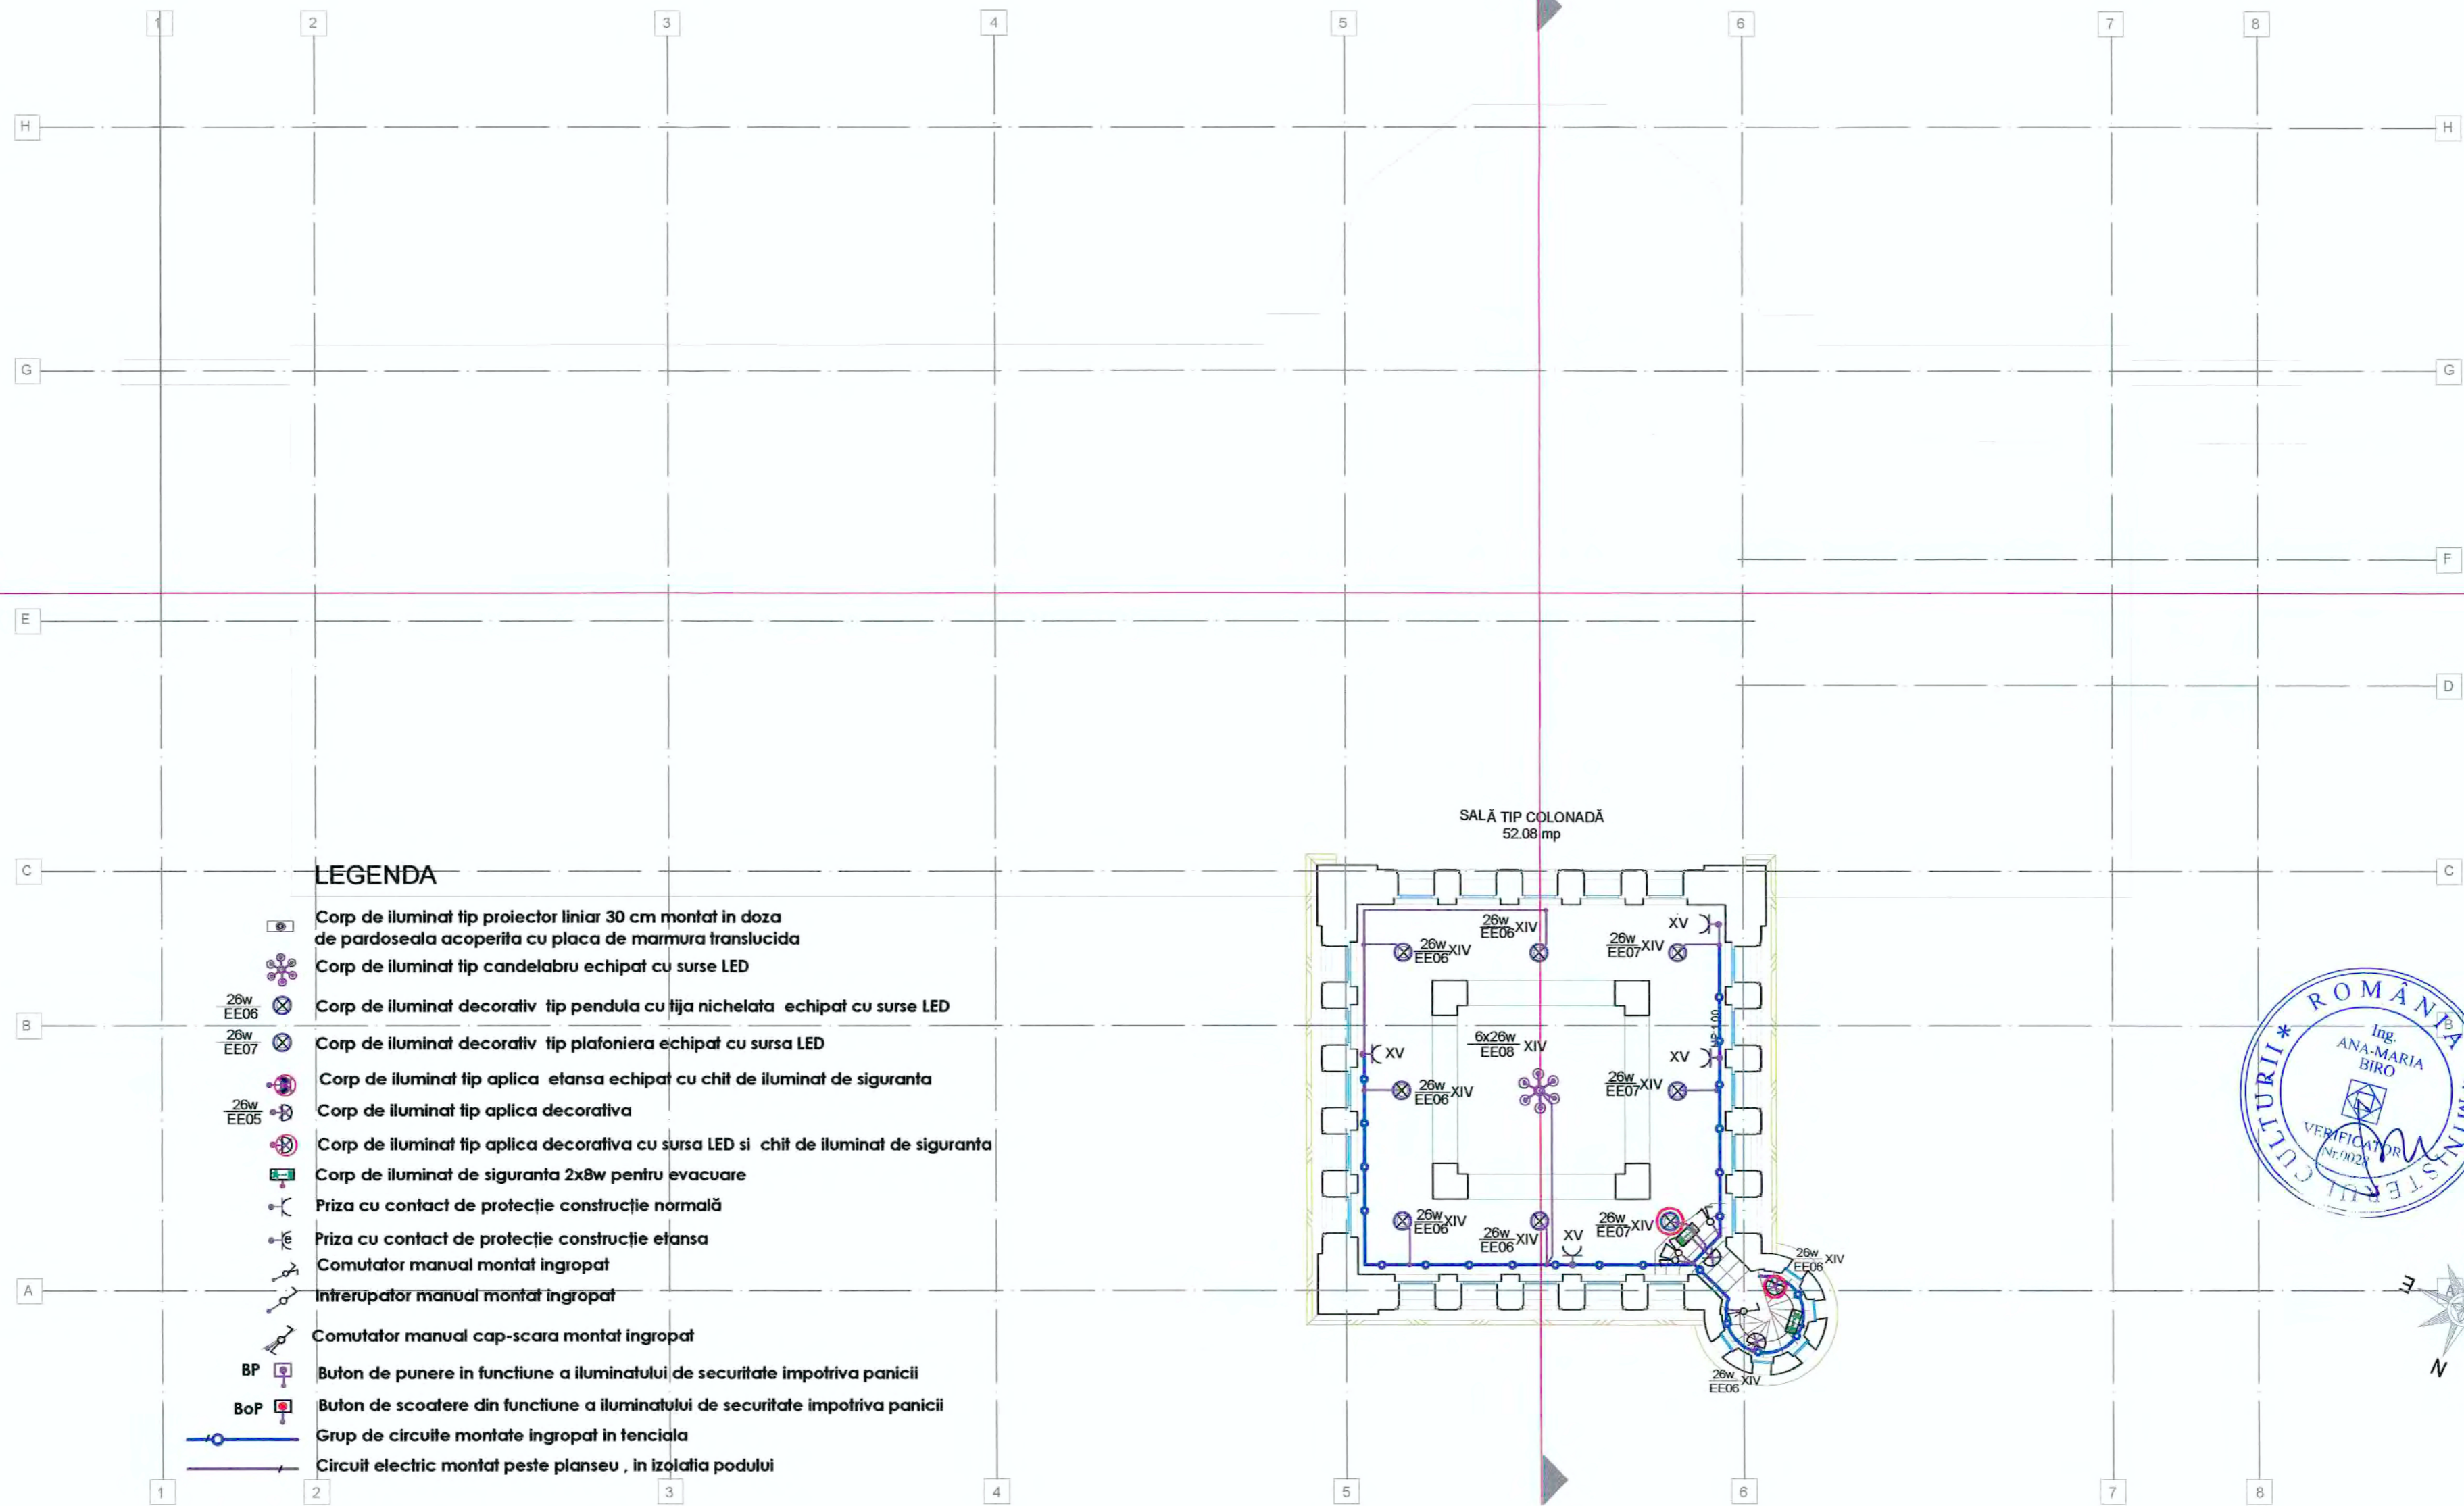 1 2 3 4 5 6 7 8
H H
G G
F
E
D
SALĂ TIP COLONADĂ
52.08 mp
C C
LEGENDA
Corp de iluminat tip proiector liniar 30 cm montat in doza
de pardoseala acoperita cu placa de marmura translucida
Corp de iluminat tip candelabru echipat cu surse LED
26w
EE06
Corp de iluminat decorativ tip pendula cu tija nichelata echipat cu surse LED
B B
26w
EE07
Corp de iluminat decorativ tip plafoniera echipat cu sursa LED
Corp de iluminat tip aplica etansa echipat cu chit de iluminat de siguranta
26w
EE05
Corp de iluminat tip aplica decorativa
Corp de iluminat tip aplica decorativa cu sursa LED si chit de iluminat de siguranta
Corp de iluminat de siguranta 2x8w pentru evacuare
Priza cu contact de protecție construcție normală
e
Priza cu contact de protecție construcție etansa
Comutator manual montat ingropat
A A
Intrerupator manual montat ingropat
Comutator manual cap-scara montat ingropat
BP Buton de punere in functiune a iluminatului de securitate impotriva panicii
BoP Buton de scoatere din functiune a iluminatului de securitate impotriva panicii
Grup de circuite montate ingropat in tenciala
Circuit electric montat peste planseu , in izolatia podului
26w
EE06 XIV
XV
26w
EE06 XIV
26w
EE07 XIV
6x26w
EE08 XIV
XV
XV
26w
EE06 XIV
26w
EE07 XIV
26w
EE06 XIV
26w
EE06 XIV
XV
26w
EE07 XIV
26w
EE06 XIV
26w
EE06 XIV
ROMÂNIA * MINISTERUL CULTURII *
Ing.
ANA-MARIA
BIRO
VERIFICATOR
Nr.0028
E
N
1 2 3 4 5 6 7 8